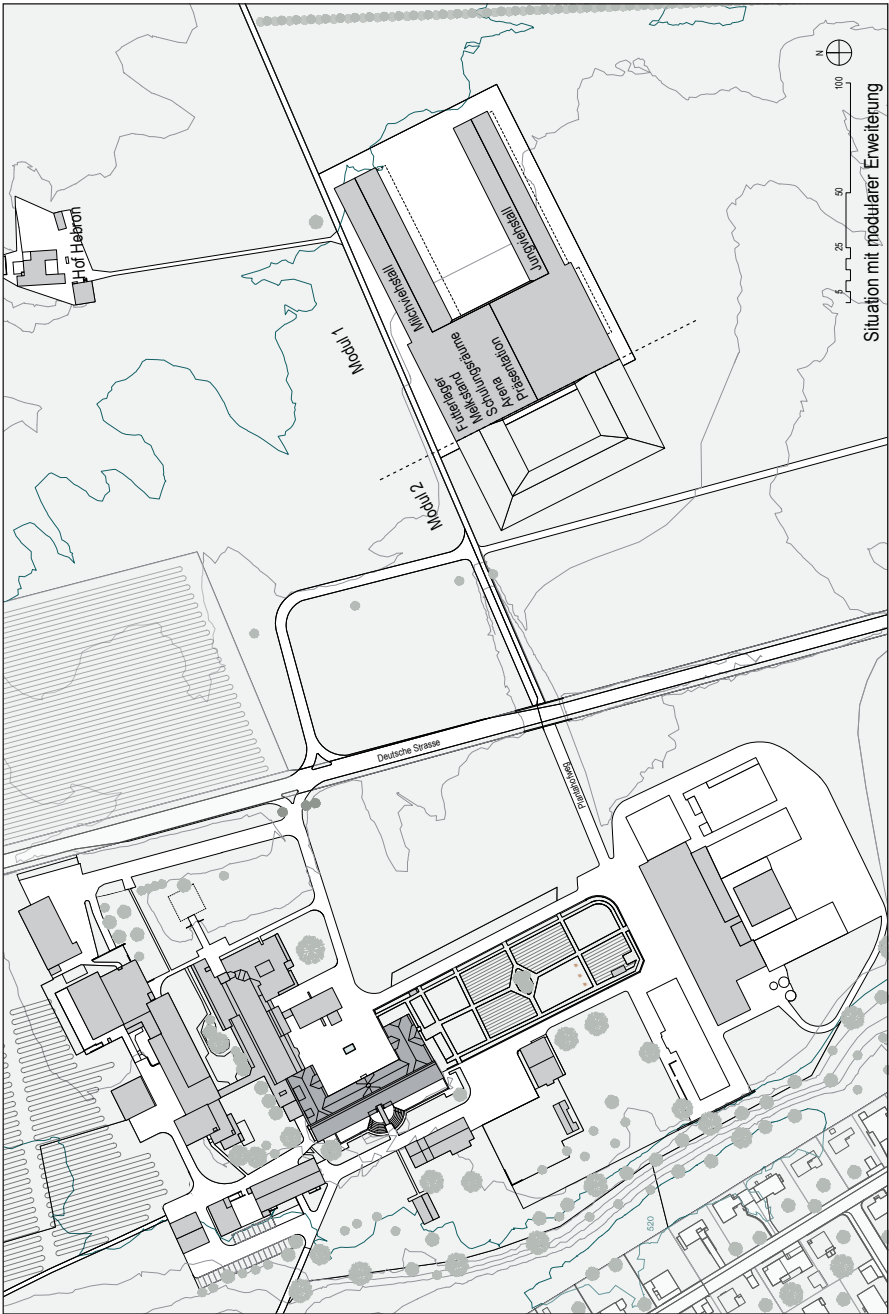 Hof Hebron
Modul 1
Milchviehstall
Jungviehstall
Futterlager
Melkstand
Schulungsräume
Arena
Präsentation
Modul 2
Deutsche Strasse
Plantahofweg
520
N
5 25 50 100
Situation mit modularer Erweiterung